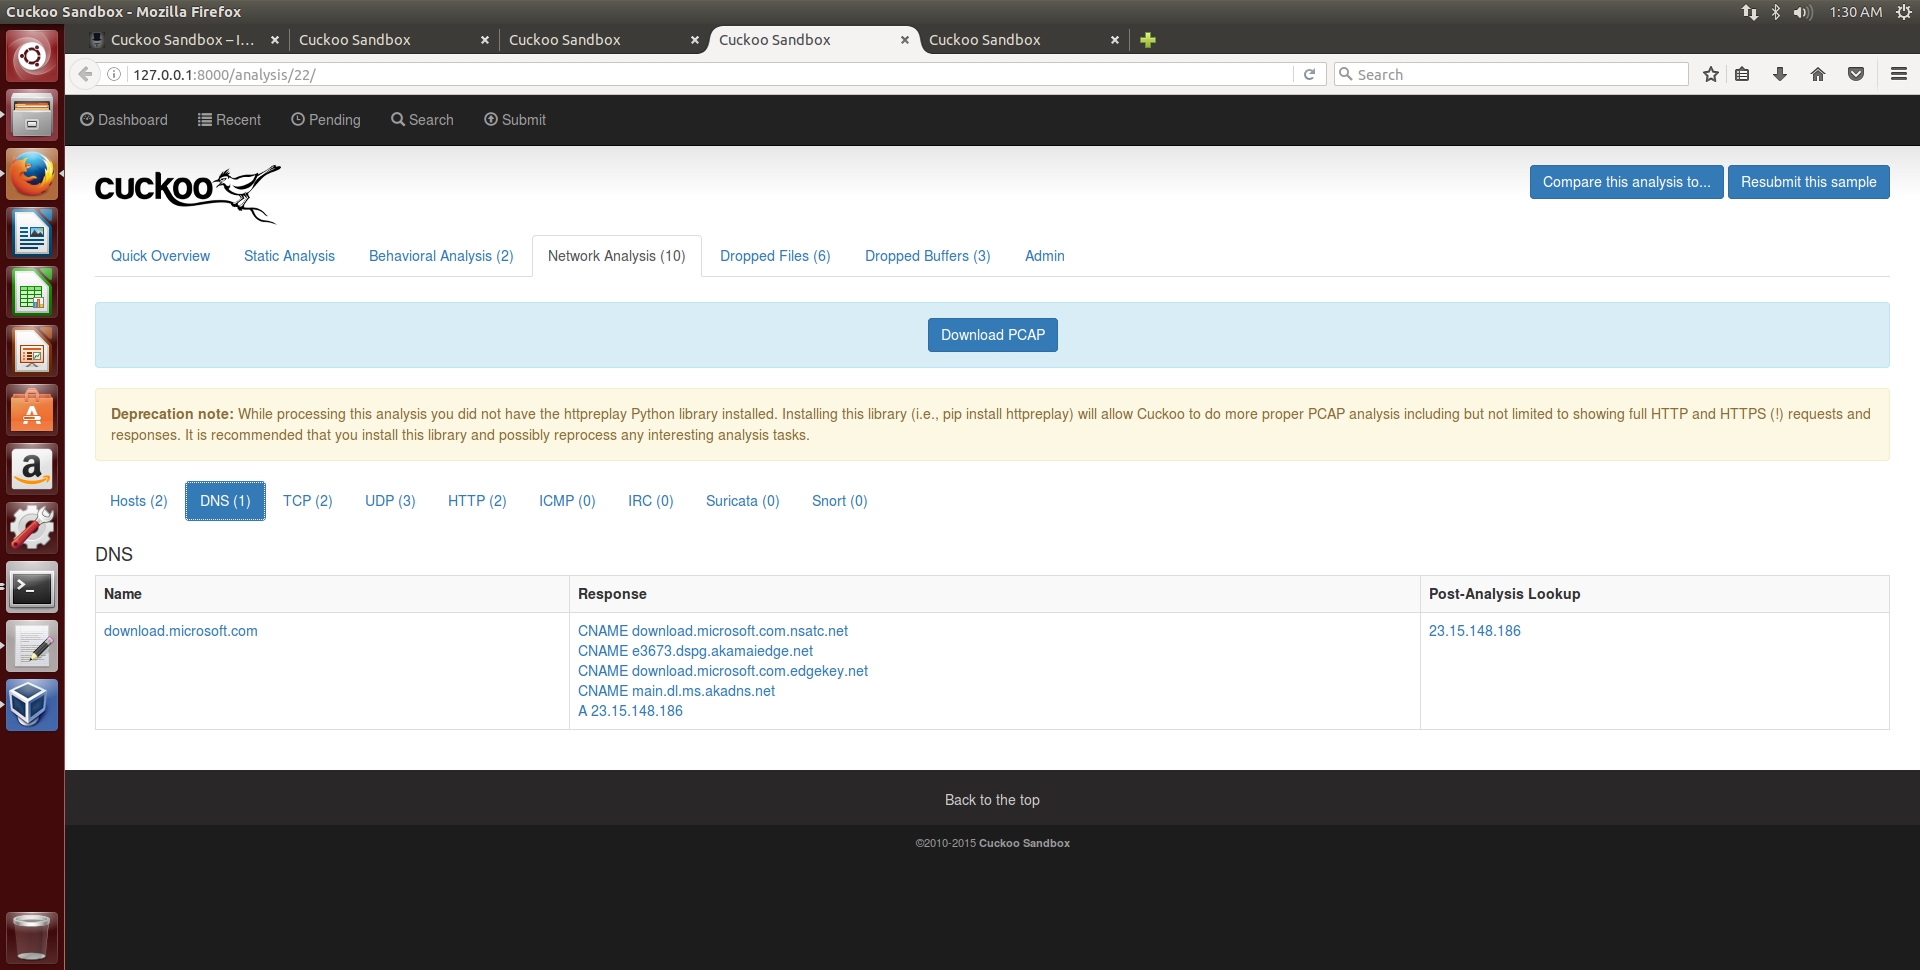 Cuckoo Sandbox - Mozilla Firefox
1:30 AM
Cuckoo Sandbox – I...
Cuckoo Sandbox
Cuckoo Sandbox
Cuckoo Sandbox
Cuckoo Sandbox
127.0.0.1:8000/analysis/22/
Search
Dashboard
Recent
Pending
Search
Submit
cuckoo
Compare this analysis to...
Resubmit this sample
Quick Overview
Static Analysis
Behavioral Analysis (2)
Network Analysis (10)
Dropped Files (6)
Dropped Buffers (3)
Admin
Download PCAP
Deprecation note: While processing this analysis you did not have the httpreplay Python library installed. Installing this library (i.e., pip install httpreplay) will allow Cuckoo to do more proper PCAP analysis including but not limited to showing full HTTP and HTTPS (!) requests and
responses. It is recommended that you install this library and possibly reprocess any interesting analysis tasks.
Hosts (2)
DNS (1)
TCP (2)
UDP (3)
HTTP (2)
ICMP (0)
IRC (0)
Suricata (0)
Snort (0)
DNS
Name
Response
Post-Analysis Lookup
download.microsoft.com
CNAME download.microsoft.com.nsatc.net
CNAME e3673.dspg.akamaiedge.net
CNAME download.microsoft.com.edgekey.net
CNAME main.dl.ms.akadns.net
A 23.15.148.186
23.15.148.186
Back to the top
©2010-2015 Cuckoo Sandbox